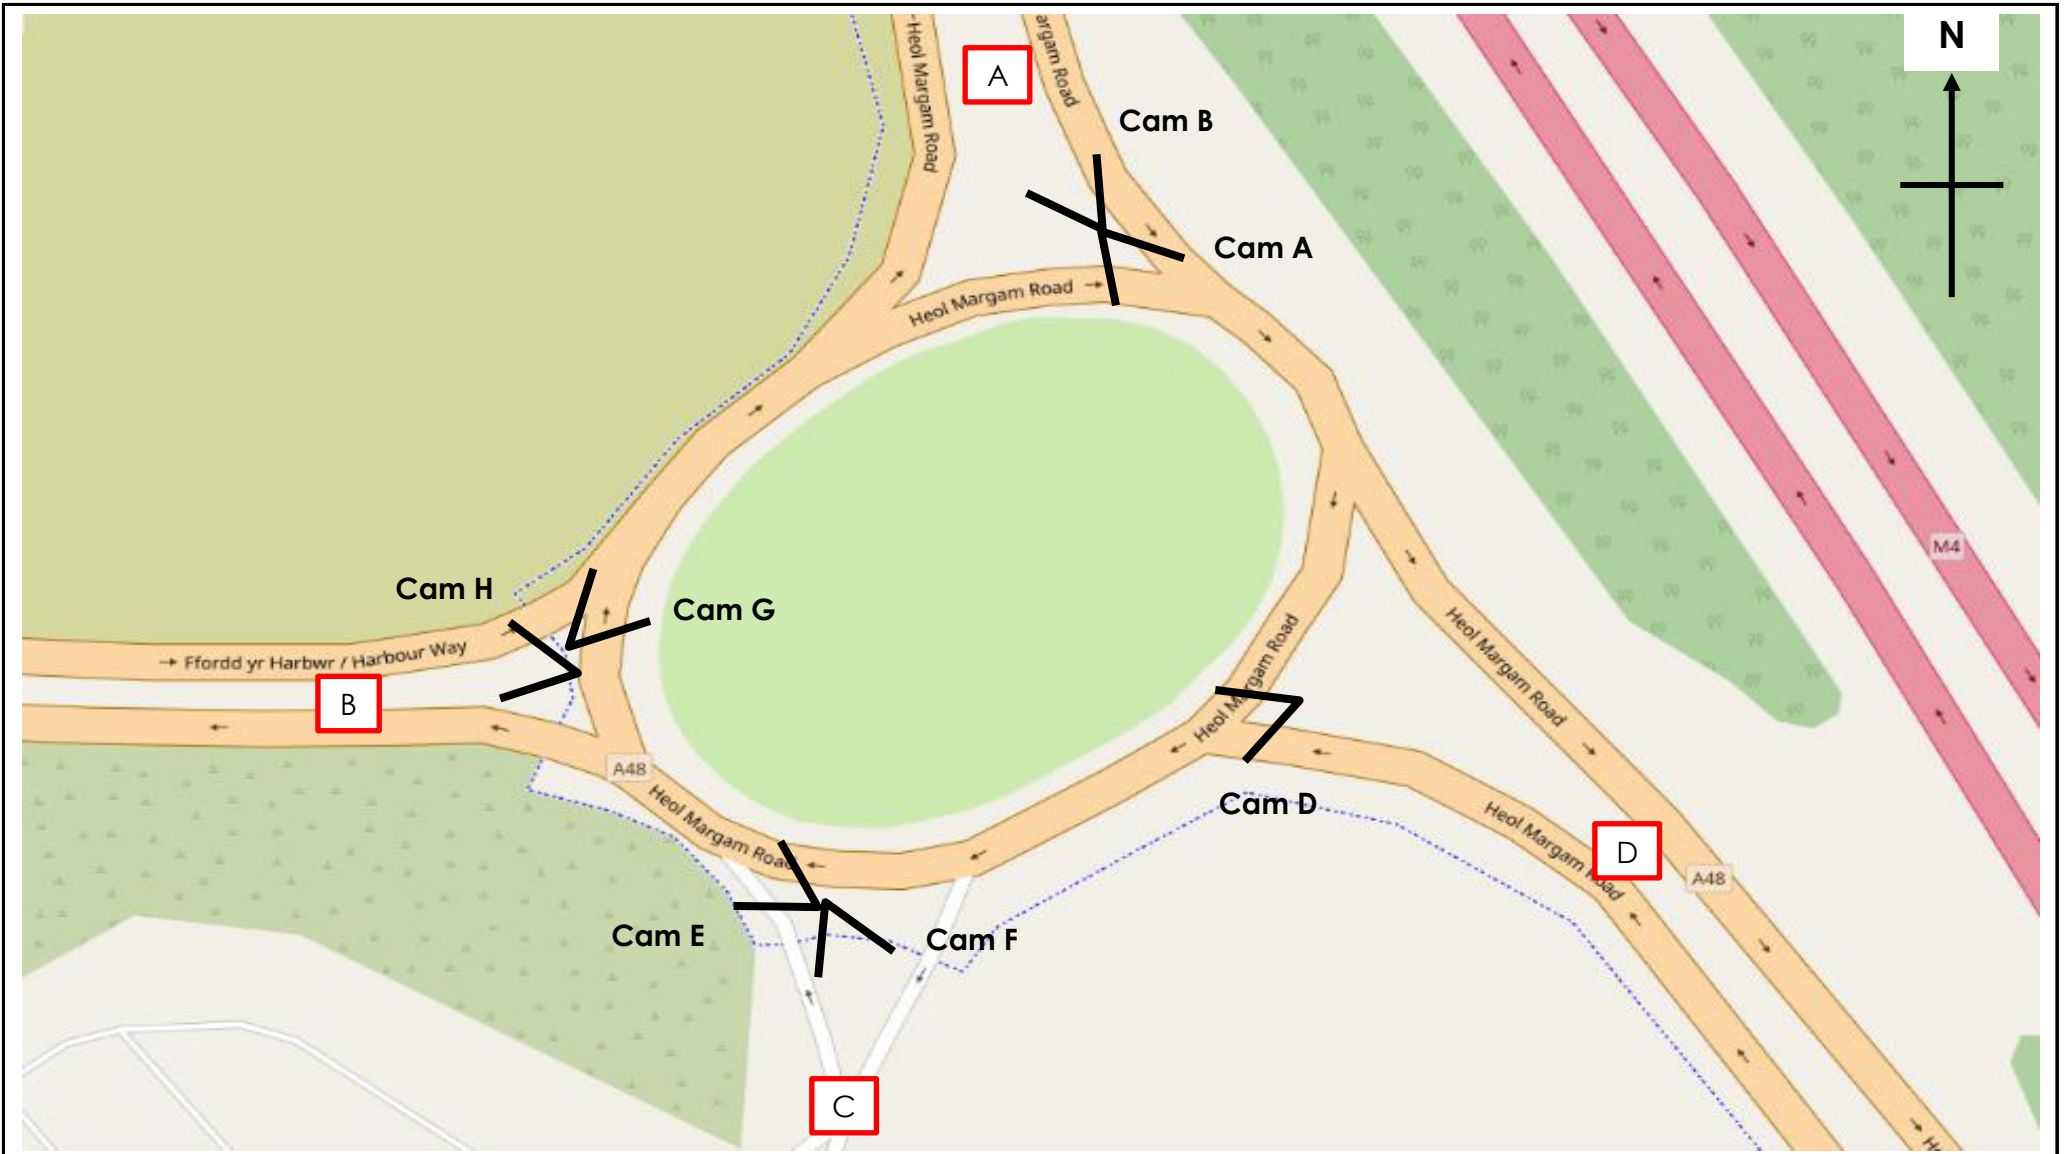 N
Heol Margam Road
A
argam Road
Cam B
Cam A
Heol Margam Road
M4
Cam H
Cam G
Ffordd yr Harbwr / Harbour Way
B
Heol Margam Road
Heol Margam Road
A48
Heol Margam Road
Cam D
Heol Margam Road
D
A48
Cam E
Cam F
C
He